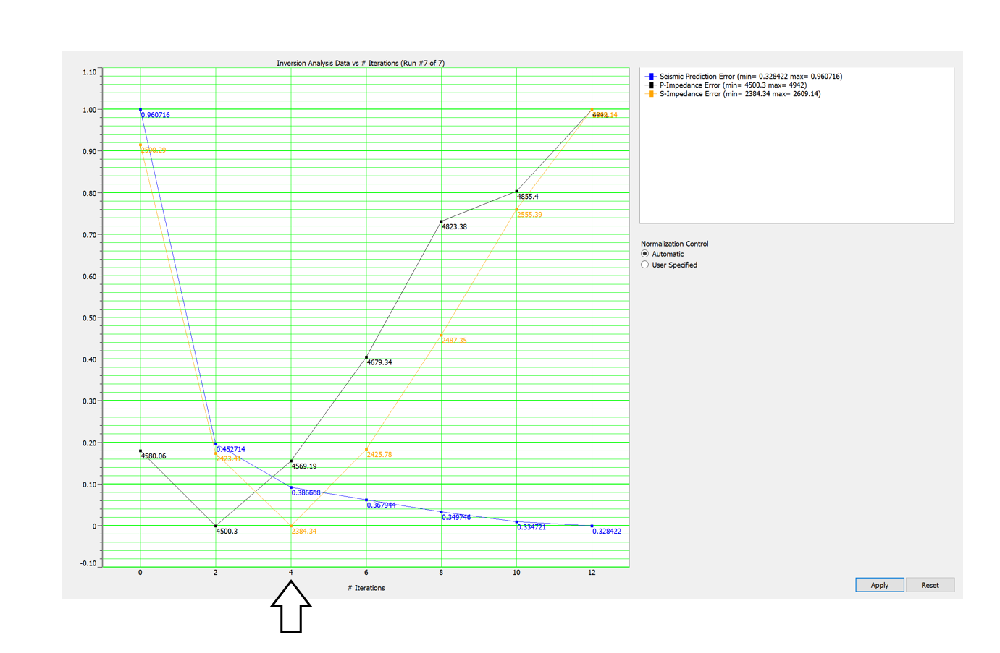 Inversion Analysis Data vs # Iterations (Run #7 of 7)
1.10
1.00
0.90
0.80
0.70
0.60
0.50
0.40
0.30
0.20
0.10
0
-0.10
0.960716
4942
4855.4
2555.39
4823.38
2487.35
4679.34
0.452714
2423.41
4580.06
2425.78
4569.19
0.386668
0.367944
0.349746
0.334721
4500.3
2384.34
0.328422
0 2 4 6 8 10 12
# Iterations
Seismic Prediction Error (min= 0.328422 max= 0.960716)
P-Impedance Error (min= 4500.3 max= 4942)
S-Impedance Error (min= 2384.34 max= 2609.14)
Normalization Control
Automatic
User Specified
Apply
Reset